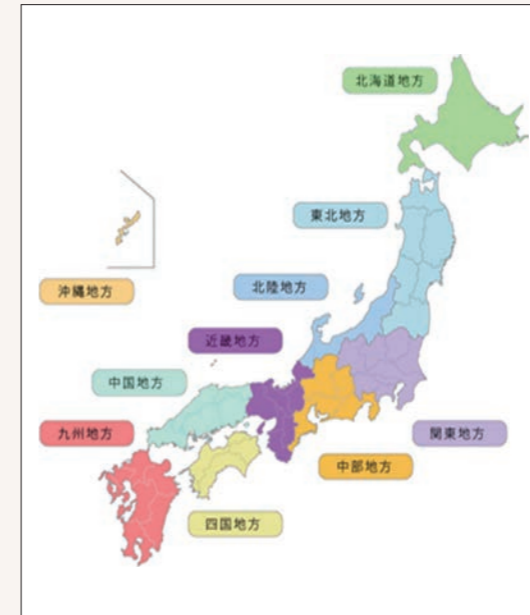 北海道地方
東北地方
北陸地方
沖縄地方
近畿地方
中国地方
九州地方
関東地方
中部地方
四国地方